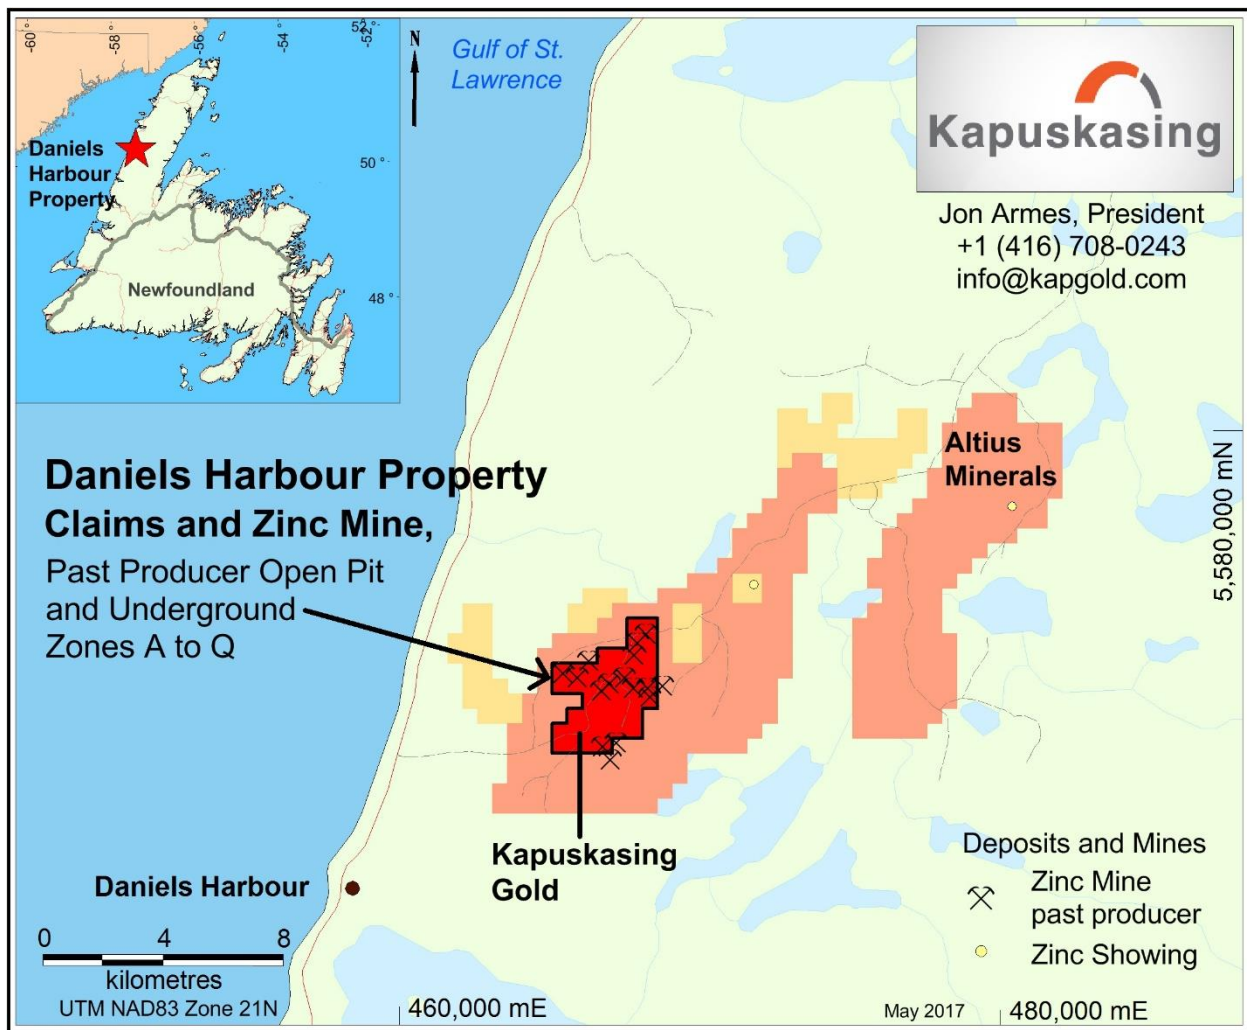 -60
-58
-56
-54
52°
-52°
N
Gulf of St.
Lawrence
Kapuskasing
Daniels
Harbour
Property
50°
Newfoundland
48°
Jon Armes, President
+1 (416) 708-0243
info@kapgold.com
Altius
Minerals
Daniels Harbour Property
Claims and Zinc Mine,
Past Producer Open Pit
and Underground
Zones A to Q
5,580,000 mN
Kapuskasing
Gold
Daniels Harbour
Deposits and Mines
Zinc Mine
past producer
Zinc Showing
0 4 8
kilometres
UTM NAD83 Zone 21N
460,000 mE
May 2017
480,000 mE